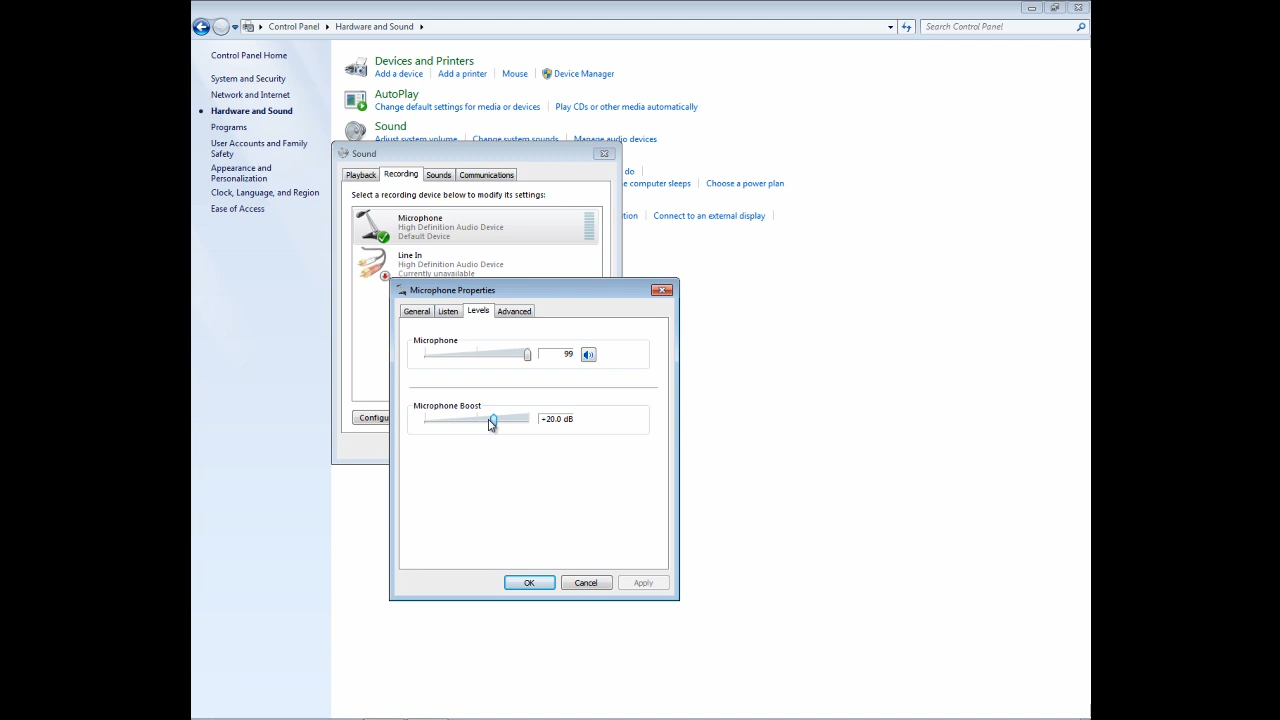 Control Panel Hardware and Sound Search Control Panel
Control Panel Home
System and Security
Network and Internet
Hardware and Sound
Programs
User Accounts and Family
Safety
Appearance and
Personalization
Clock, Language, and Region
Ease of Access
Devices and Printers
Add a device Add a printer Mouse Device Manager
AutoPlay
Change default settings for media or devices Play CDs or other media automatically
Sound
Adjust system volume Change system sounds Manage audio devices
do
computer sleeps Choose a power plan
Connect to an external display
Sound
Playback Recording Sounds Communications
Select a recording device below to modify its settings:
Microphone
High Definition Audio Device
Default Device
Line In
High Definition Audio Device
Currently unavailable
Configu
Microphone Properties
General Listen Levels Advanced
Microphone
99
Microphone Boost
+20.0 dB
OK Cancel Apply